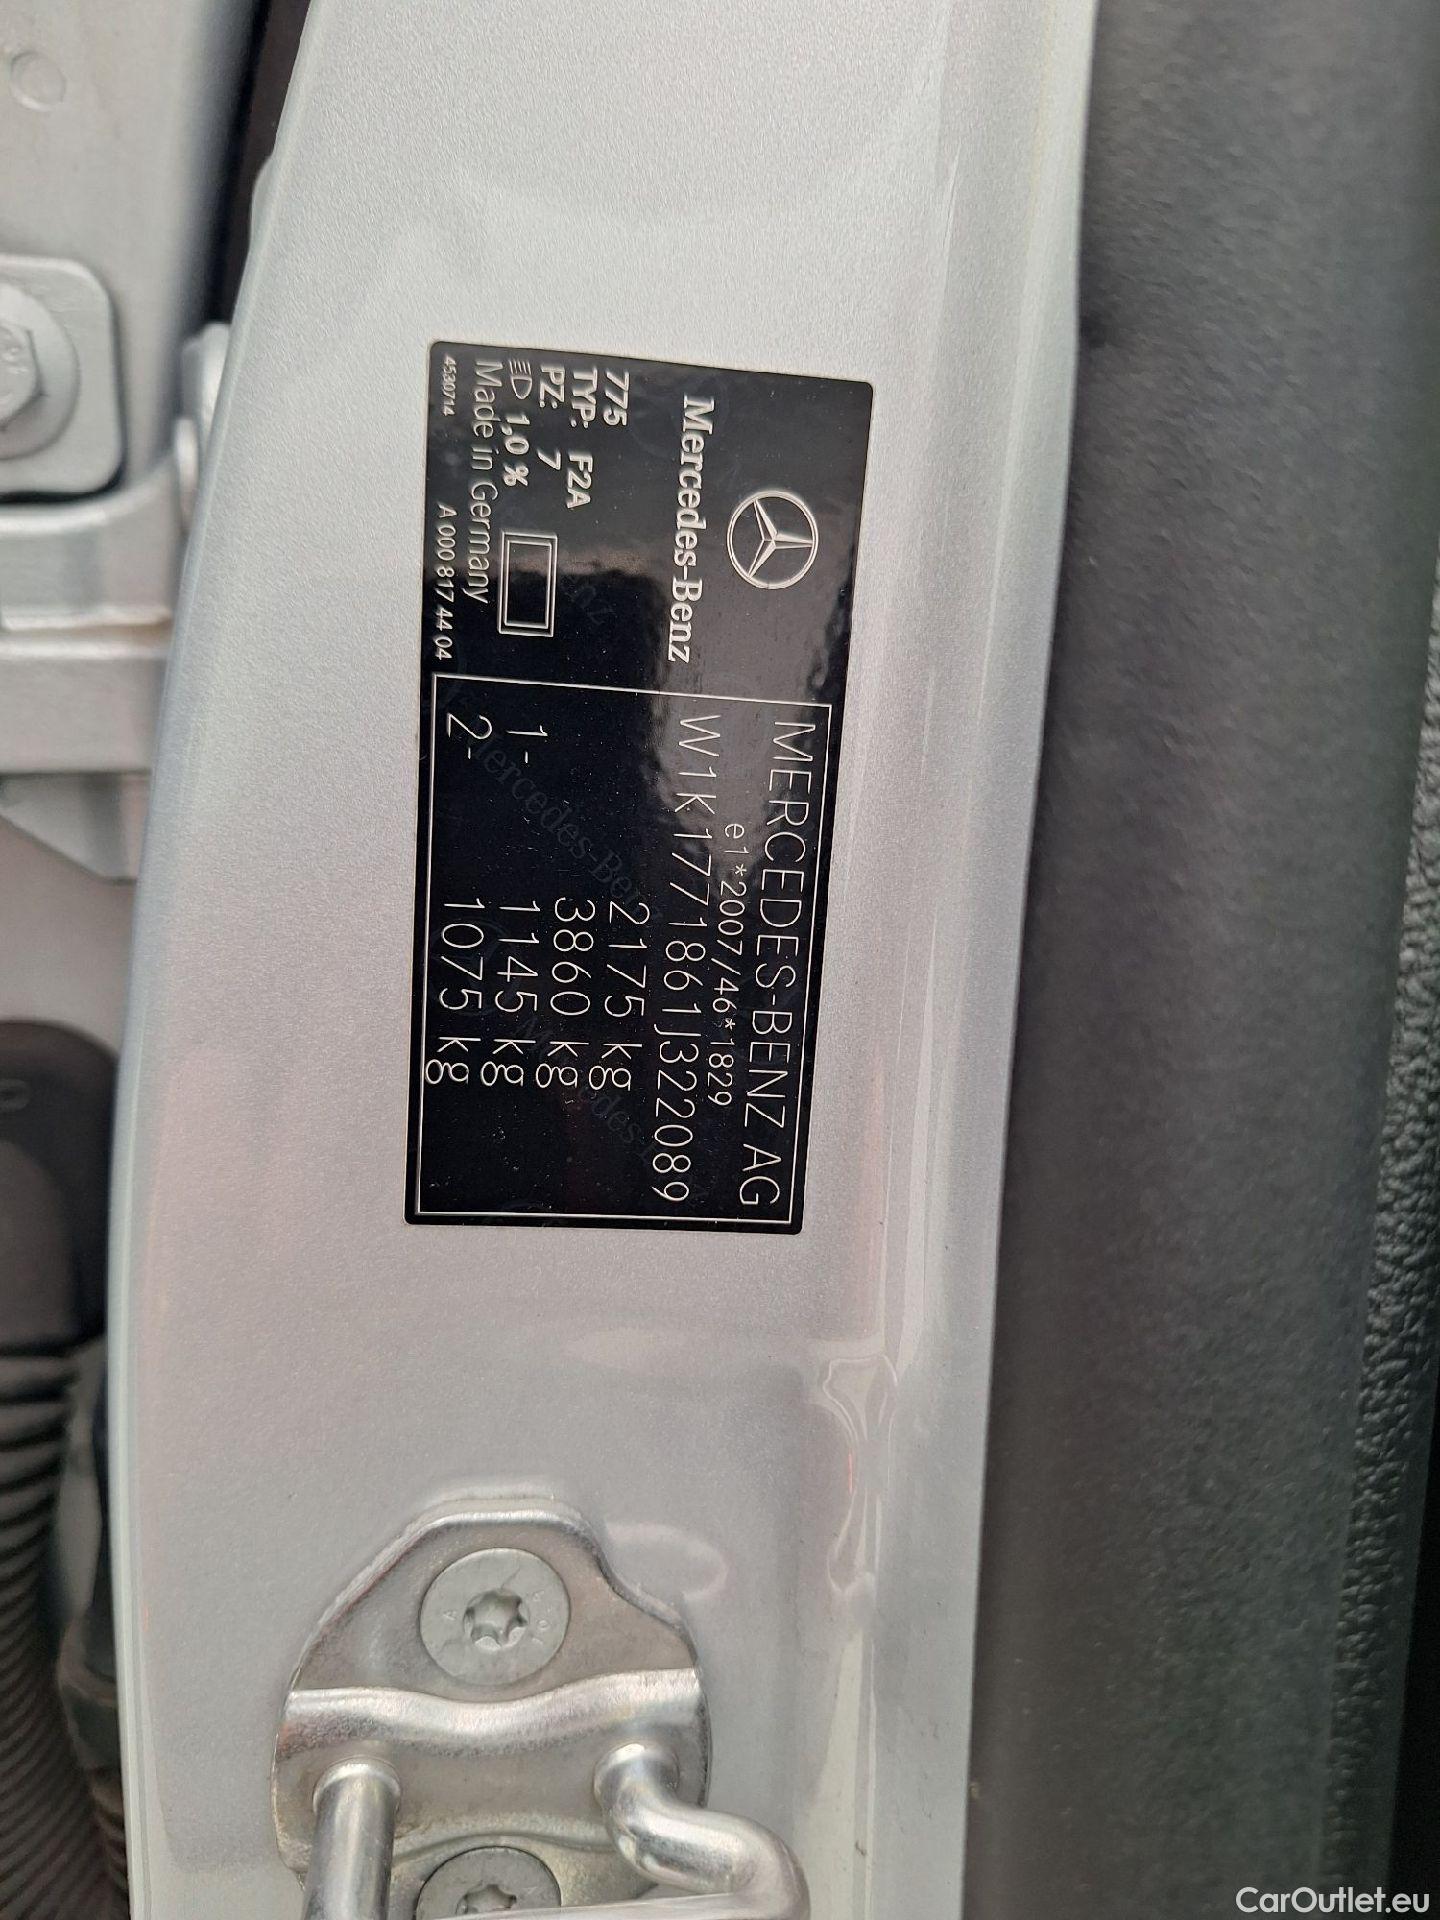 Mercedes-Benz
775
TYP: F2A
PZ: 7
1,0 %
Made in Germany
4530714 A 000 817 44 04
MERCEDES-BENZ AG
e1*2007/46*1829
W1K1771861J322089
2175 kg
3860 kg
1- 1145 kg
2- 1075 kg
CarOutlet.eu